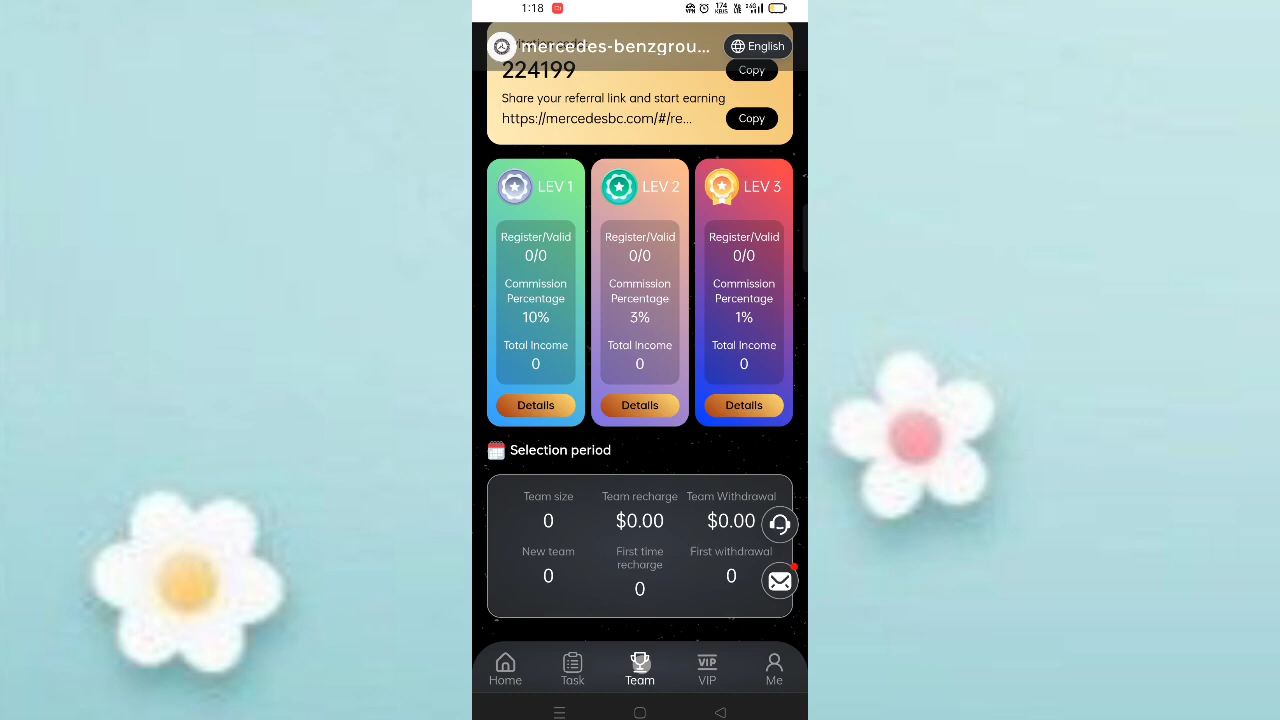 1:18
VPN
174
KB/S
mercedes-benzgrou...
English
224199
Copy
Share your referral link and start earning
https://mercedesbc.com/#/re...
Copy
LEV 1
LEV 2
LEV 3
Register/Valid
Register/Valid
Register/Valid
0/0
0/0
0/0
Commission Percentage
Commission Percentage
Commission Percentage
10%
3%
1%
Total Income
Total Income
Total Income
0
0
0
Details
Details
Details
Selection period
Team size
Team recharge
Team Withdrawal
0
$0.00
$0.00
New team
First time recharge
First withdrawal
0
0
0
Home
Task
Team
VIP
VIP
Me